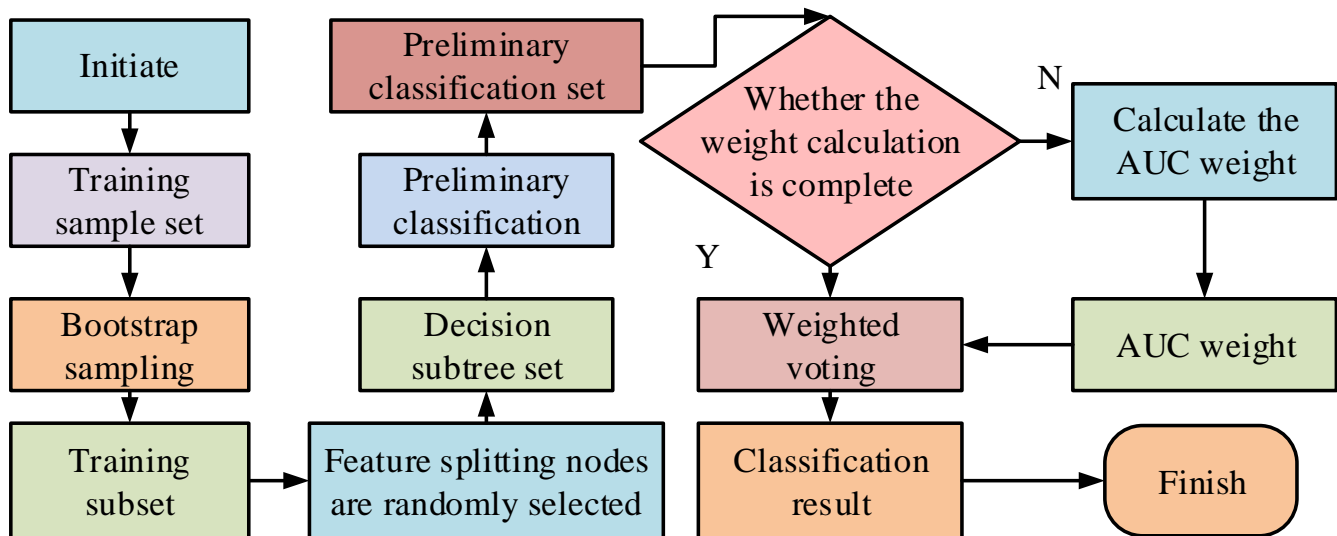 Initiate
Training
sample set
Bootstrap
sampling
Training
subset
Feature splitting nodes
are randomly selected
Decision
subtree set
Preliminary
classification
Preliminary
classification set
Whether the
weight calculation
is complete
N
Calculate the
AUC weight
AUC weight
Y
Weighted
voting
Classification
result
Finish